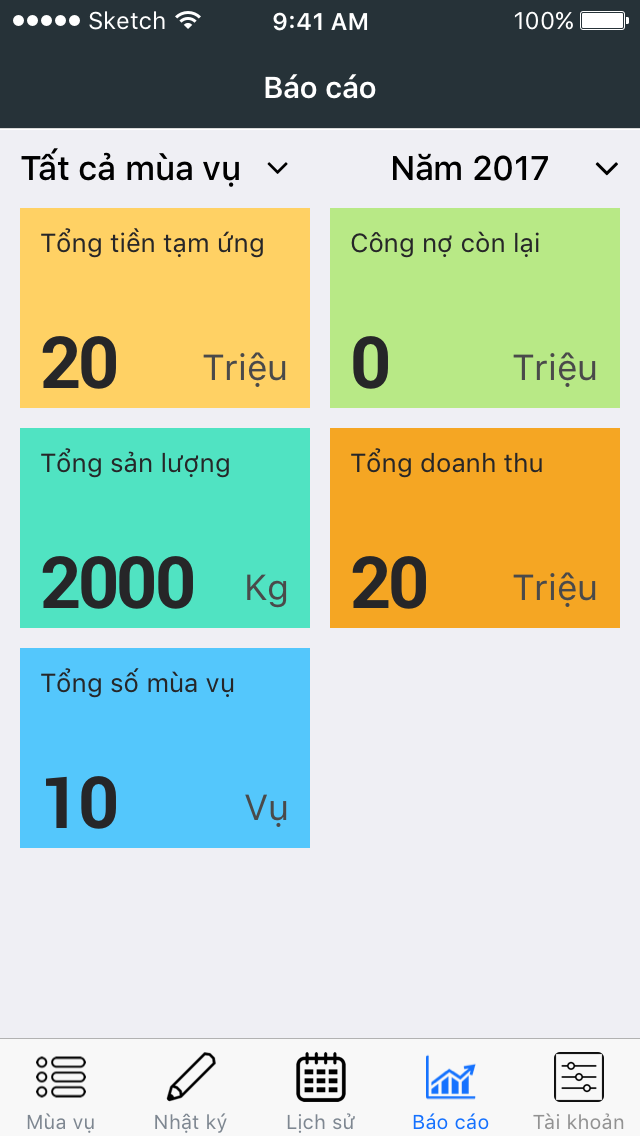 Sketch 9:41 AM 100%
Báo cáo
Tất cả mùa vụ Năm 2017
Tổng tiền tạm ứng
20 Triệu
Công nợ còn lại
0 Triệu
Tổng sản lượng
2000 Kg
Tổng doanh thu
20 Triệu
Tổng số mùa vụ
10 Vụ
Mùa vụ Nhật ký Lịch sử Báo cáo Tài khoản